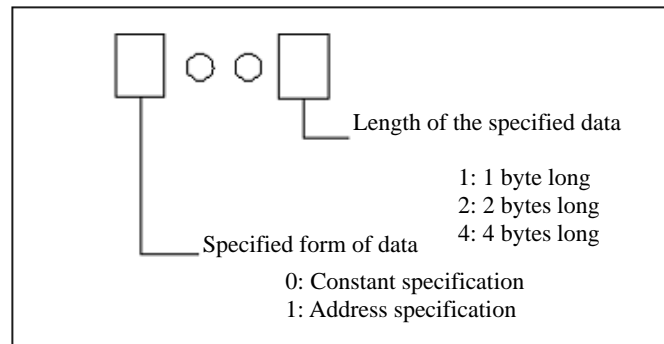 Length of the specified data
1: 1 byte long
2: 2 bytes long
4: 4 bytes long
Specified form of data
0: Constant specification
1: Address specification